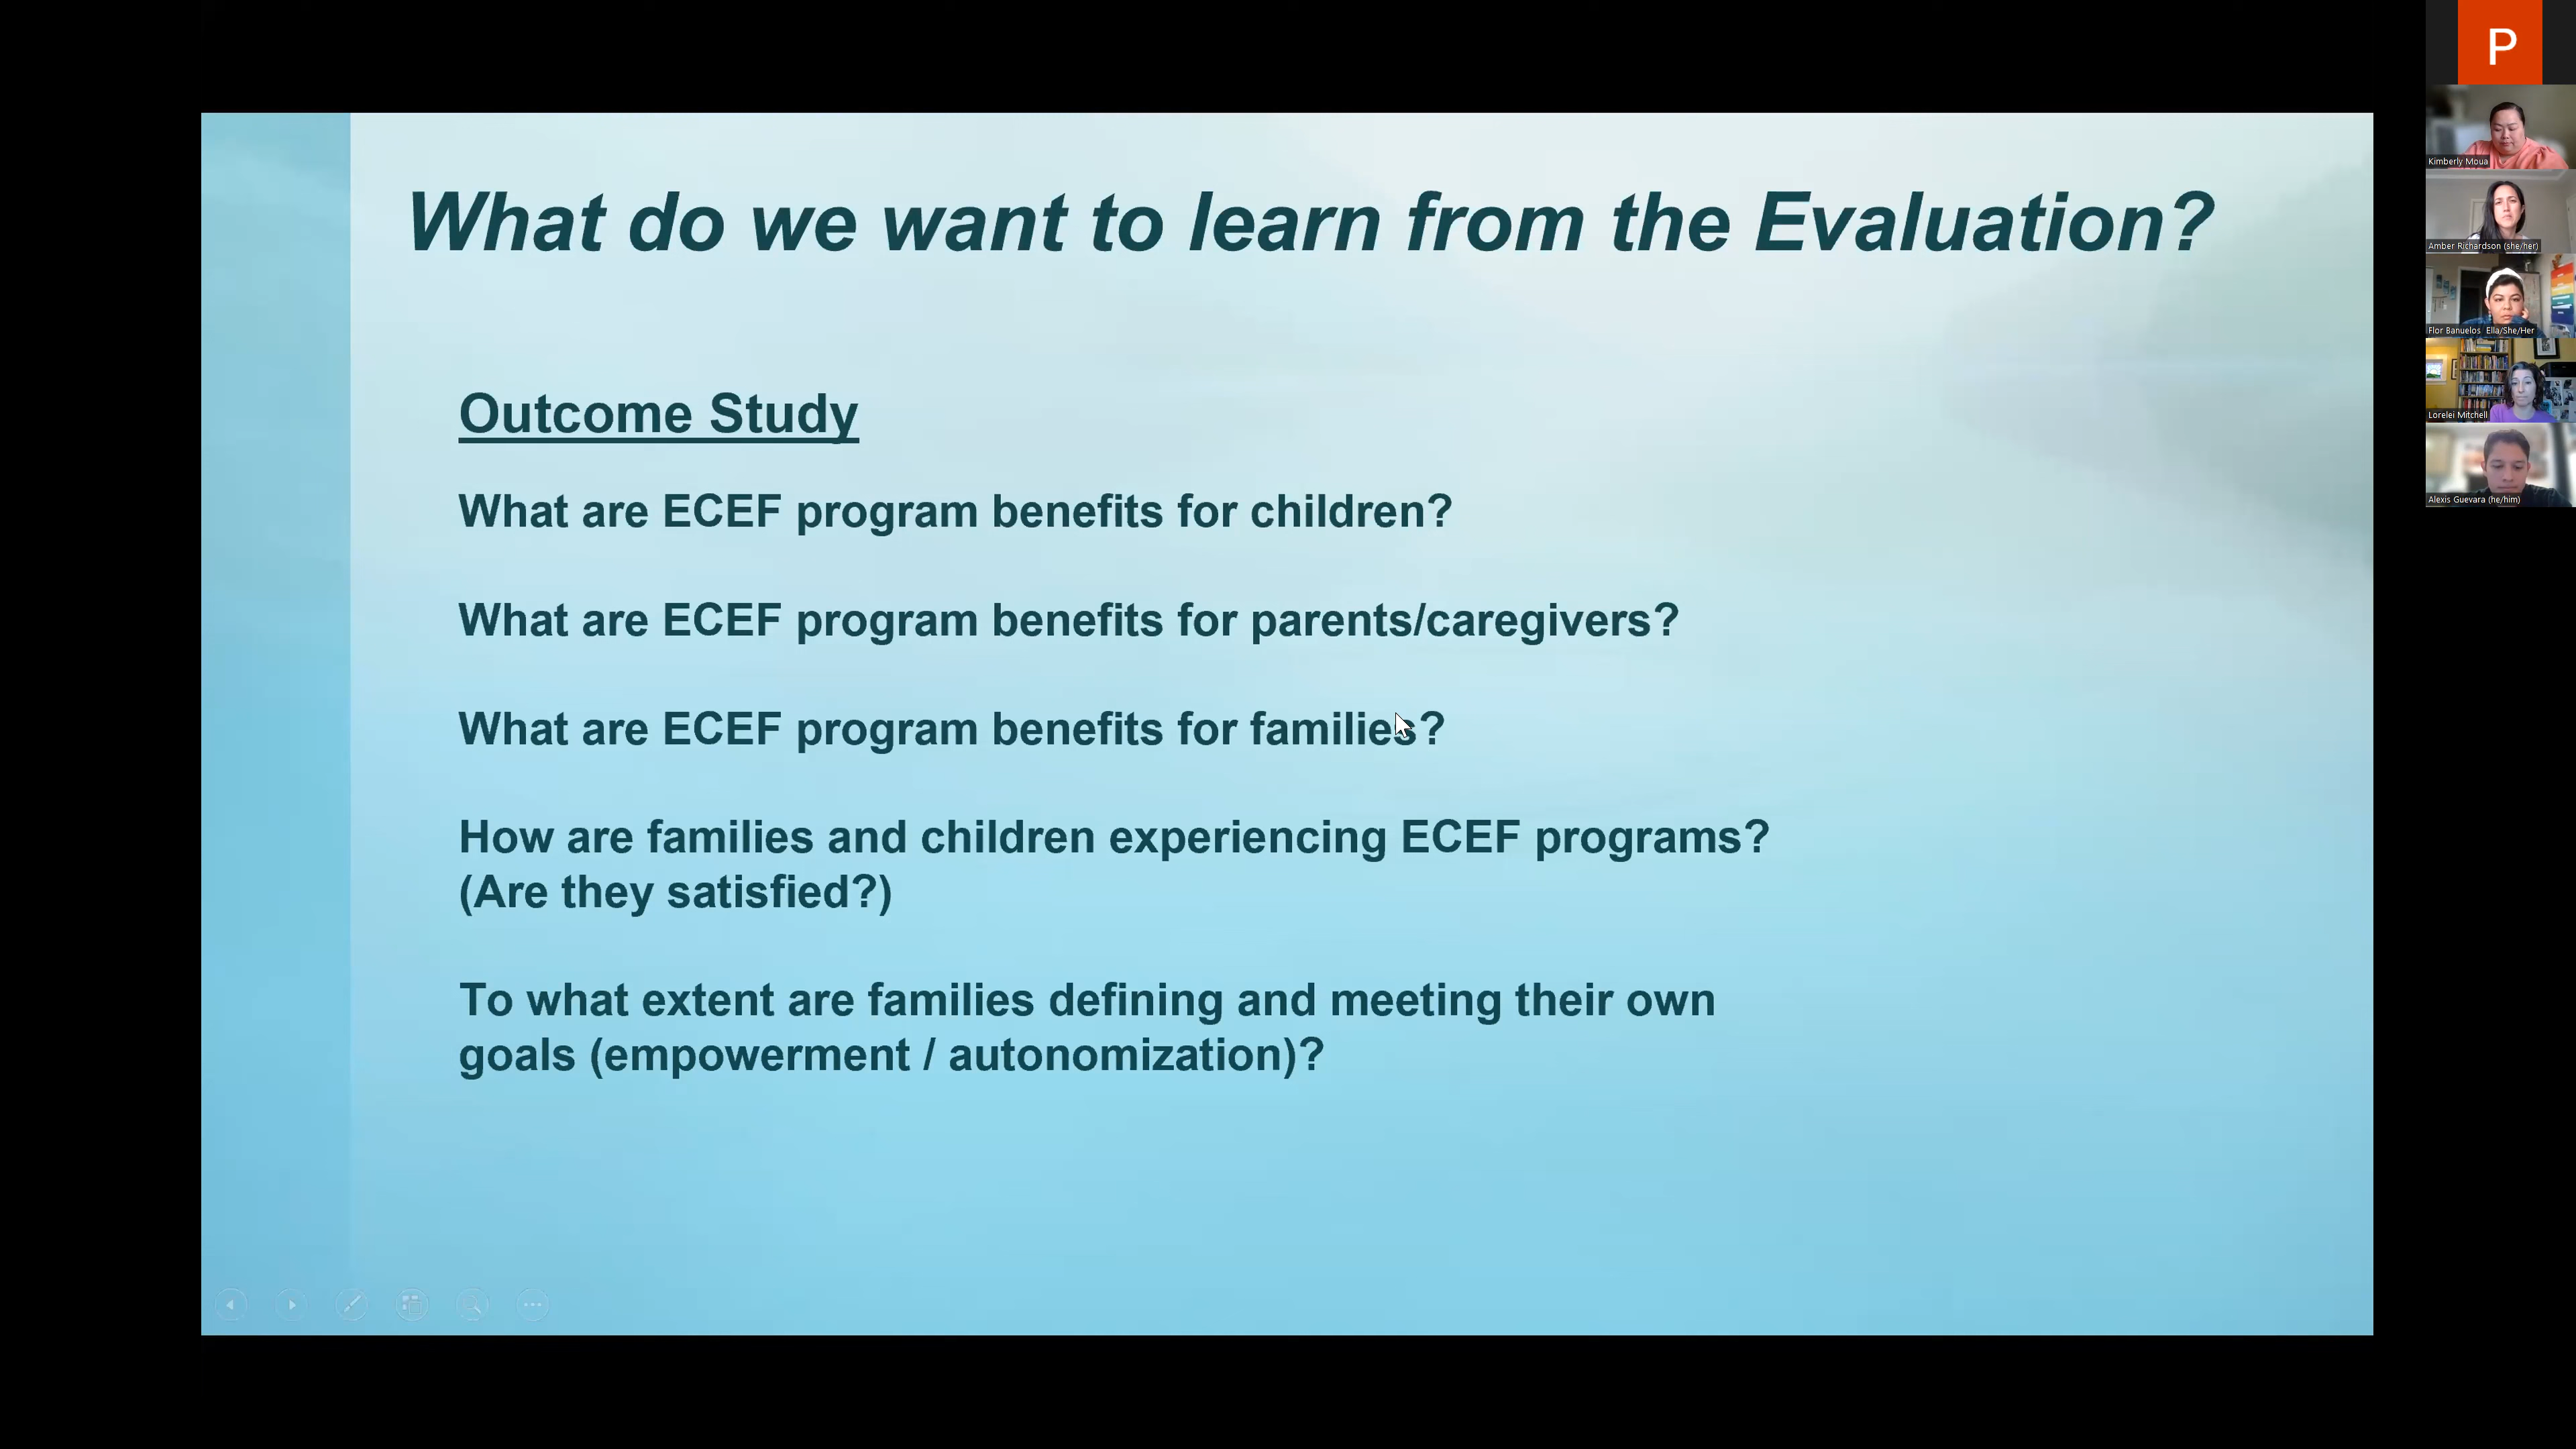 What do we want to learn from the Evaluation?
Outcome Study
What are ECEF program benefits for children?
What are ECEF program benefits for parents/caregivers?
What are ECEF program benefits for families?
How are families and children experiencing ECEF programs?
(Are they satisfied?)
To what extent are families defining and meeting their own
goals (empowerment / autonomization)?
P
Kimberly Moua
Amber Richardson (she/her)
Flor Banuelos Ella/She/Her
Lorelei Mitchell
Alexis Guevara (he/him)